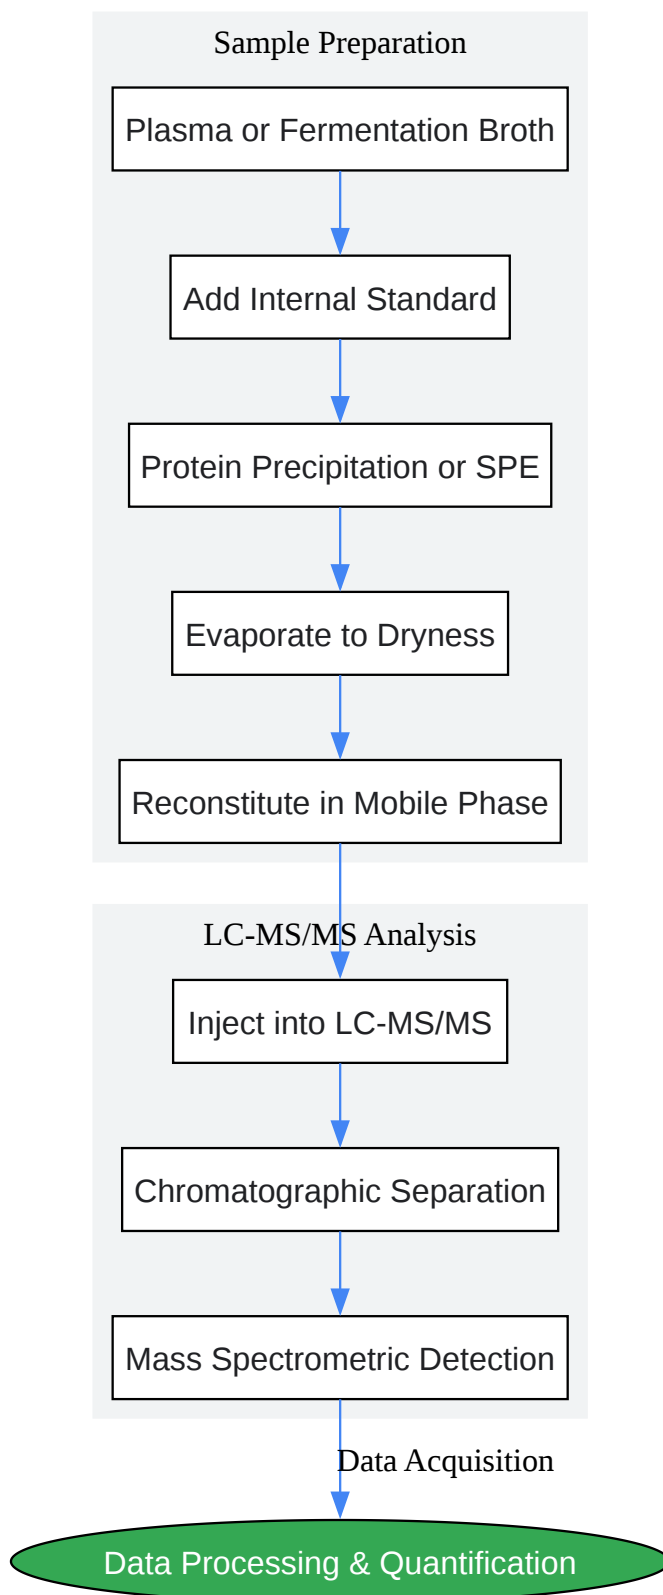 Sample Preparation
Plasma or Fermentation Broth
Add Internal Standard
Protein Precipitation or SPE
Evaporate to Dryness
Reconstitute in Mobile Phase
LC-MS/MS Analysis
Inject into LC-MS/MS
Chromatographic Separation
Mass Spectrometric Detection
Data Acquisition
Data Processing & Quantification